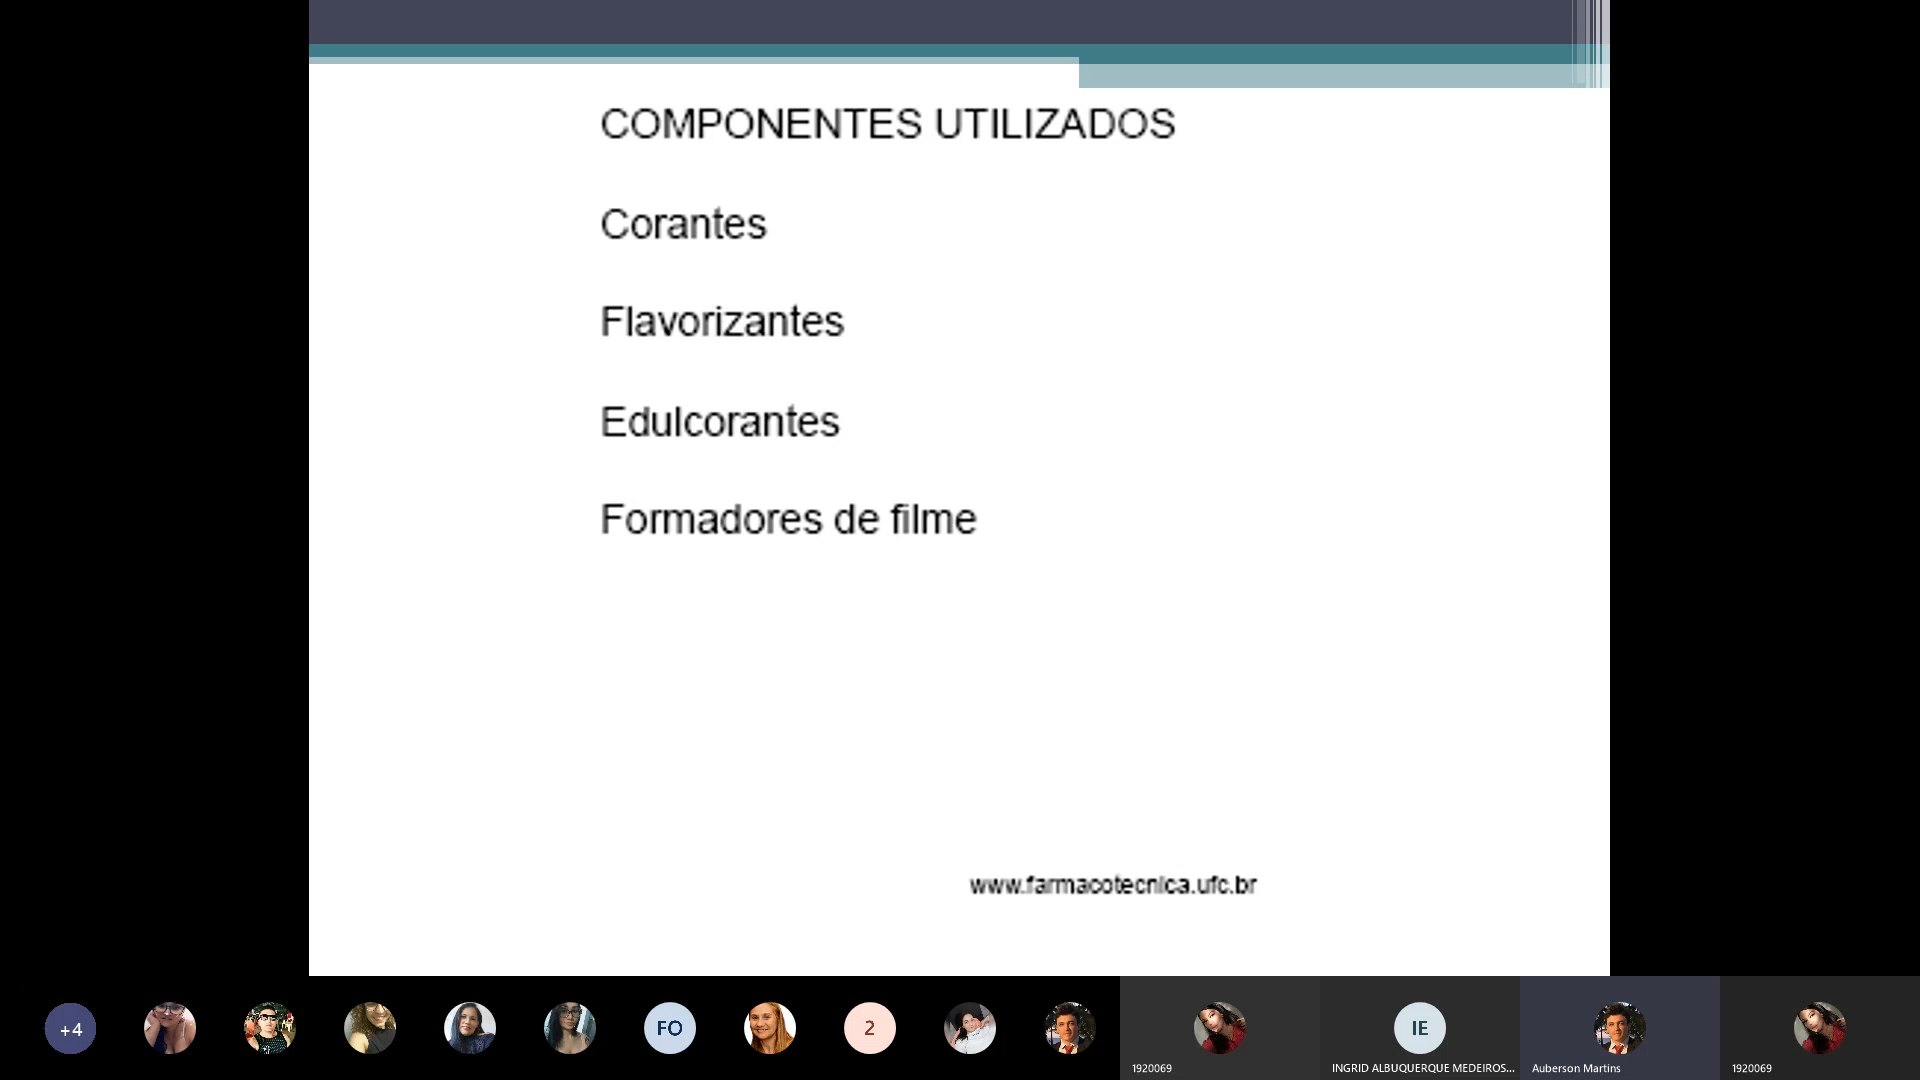 COMPONENTES UTILIZADOS
Corantes
Flavorizantes
Edulcorantes
Formadores de filme
www.farmacotecnica.ufc.br
+4
FO
2
IE
1920069
INGRID ALBUQUERQUE MEDEIROS...
Auberson Martins
1920069